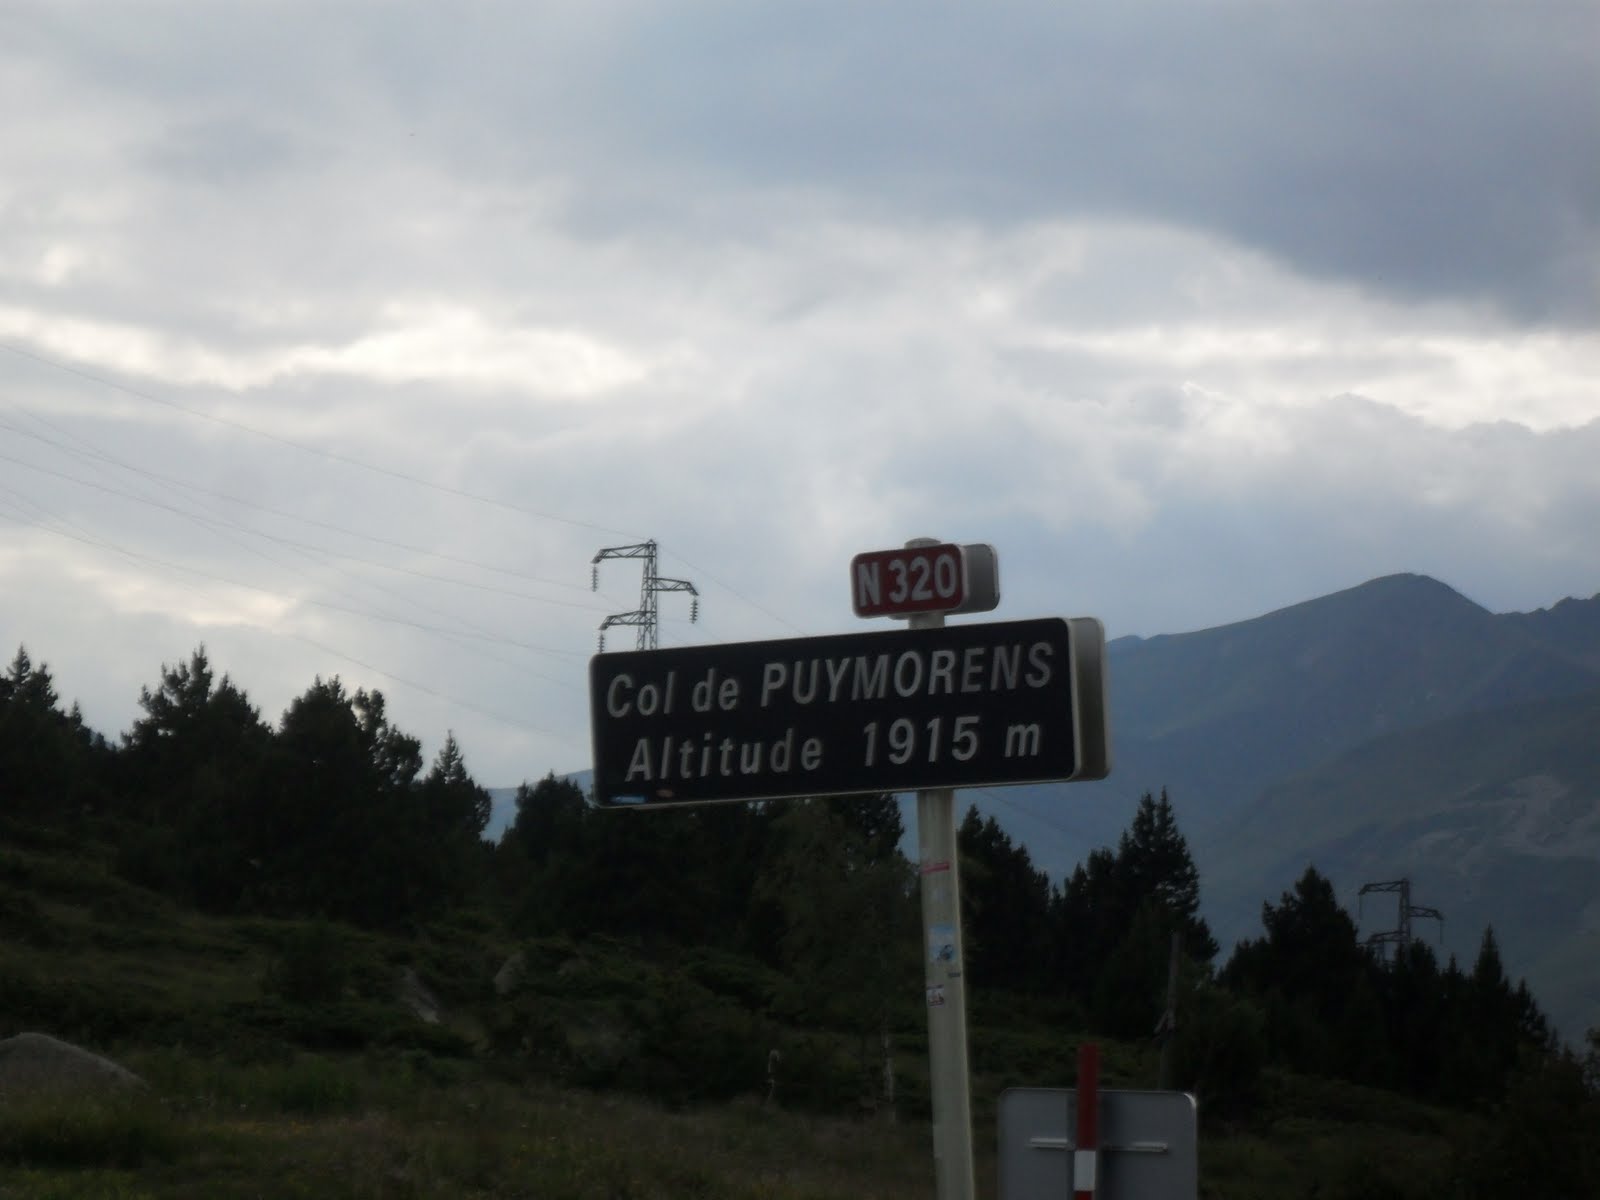 N 320
Col de PUYMORENS
Altitude 1915 m